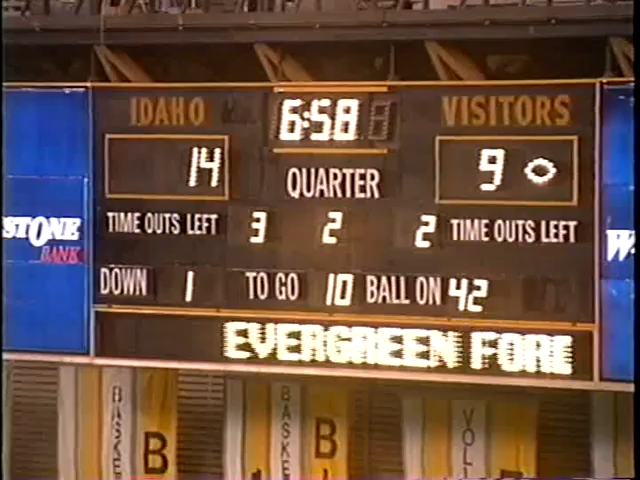 IDAHO 6:58 VISITORS
14 QUARTER 9
TIME OUTS LEFT 3 2 2 TIME OUTS LEFT
DOWN 1 TO GO 10 BALL ON 42
STONE
BANK
W
EVERGREEN FORE
BASKE
B
BASKE
B
VOLL